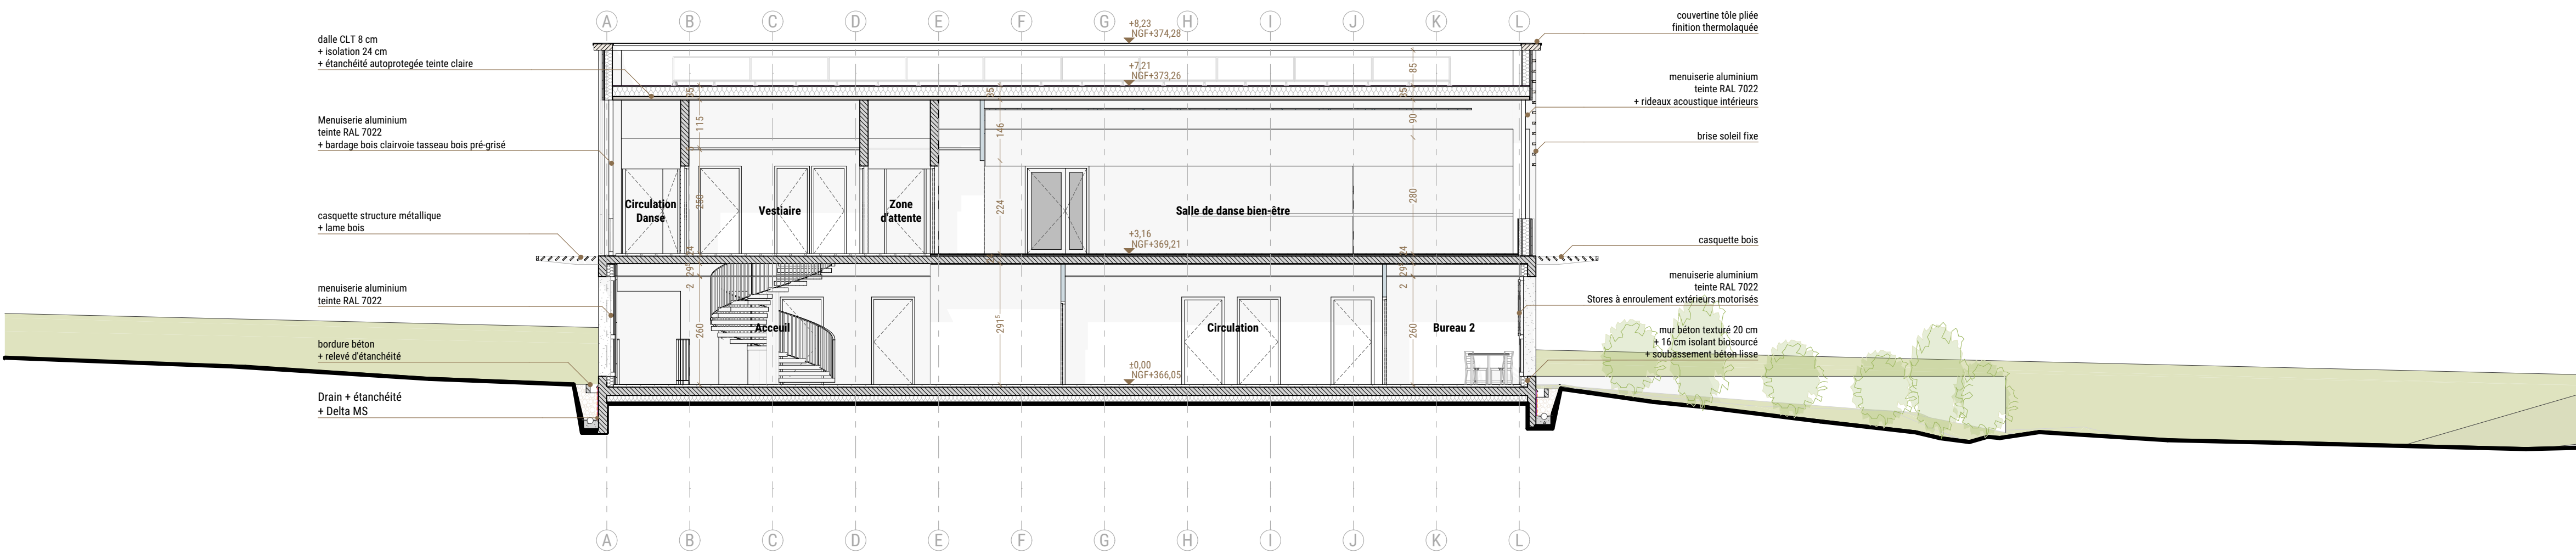 A B C D E F G H I J K L
+8,23
NGF+374,28
couvertine tôle pliée
finition thermolaquée
dalle CLT 8 cm
+ isolation 24 cm
+ étanchéité autoprotegée teinte claire
+7,21
NGF+373,26
85
menuiserie aluminium
teinte RAL 7022
+ rideaux acoustique intérieurs
35
35
35
Menuiserie aluminium
teinte RAL 7022
+ bardage bois clairvoie tasseau bois pré-grisé
115
146
90
brise soleil fixe
casquette structure métallique
+ lame bois
Circulation
Danse
250
Vestiaire
Zone
d'attente
224
Salle de danse bien-être
280
+3,16
NGF+369,21
casquette bois
24
24
29
29
2
2
menuiserie aluminium
teinte RAL 7022
menuiserie aluminium
teinte RAL 7022
Stores à enroulement extérieurs motorisés
260
Acceuil
291⁵
Circulation
260
Bureau 2
mur béton texturé 20 cm
+ 16 cm isolant biosourcé
+ soubassement béton lisse
bordure béton
+ relevé d'étanchéité
±0,00
NGF+366,05
Drain + étanchéité
+ Delta MS
A B C D E F G H I J K L